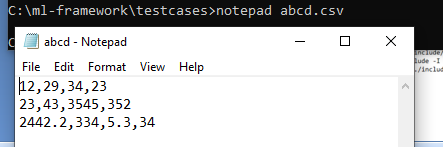 C:\ml-framework\testcases>notepad abcd.csv
abcd - Notepad
File Edit Format View Help
12,29,34,23
23,43,3545,352
2442.2,334,5.3,34